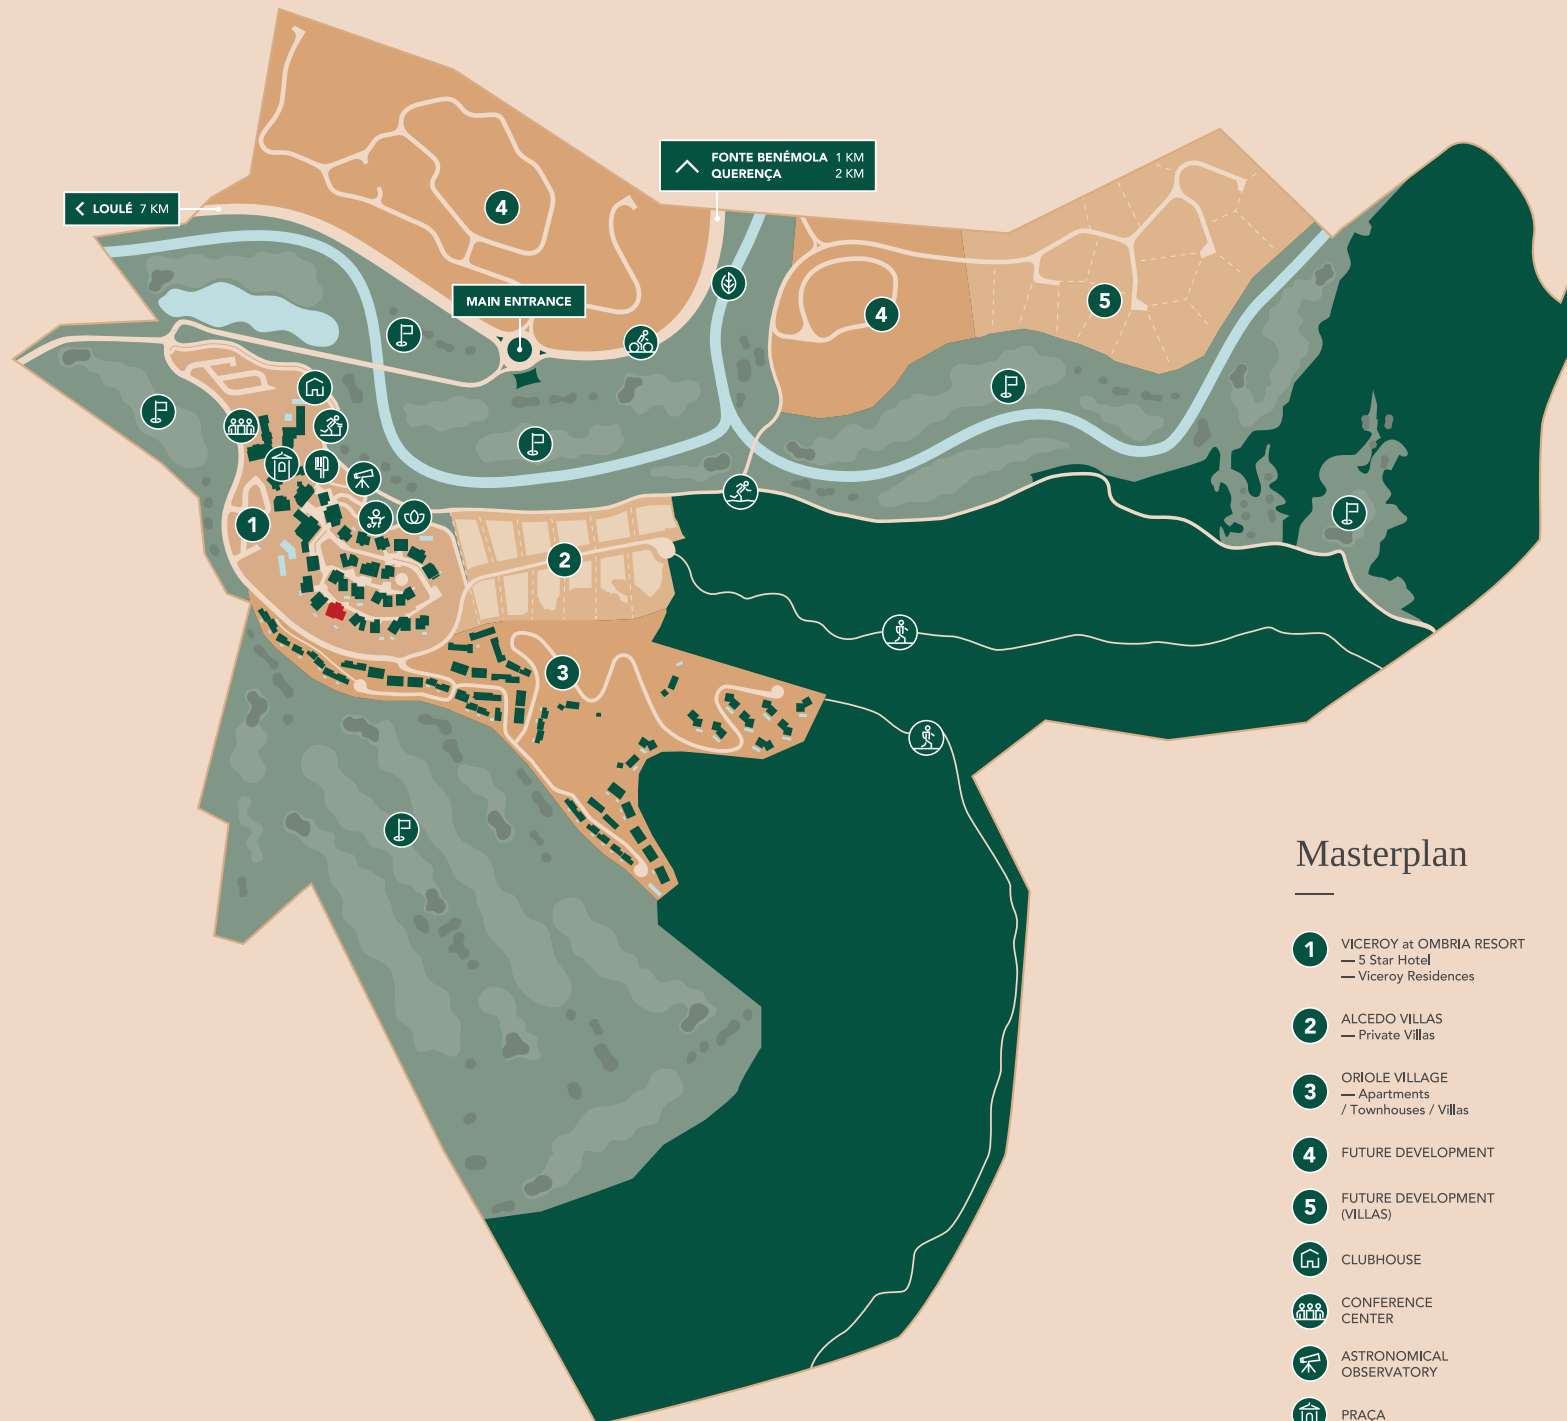 FONTE BENÉMOLA 1 KM
QUERENÇA 2 KM
LOULÉ 7 KM
4
MAIN ENTRANCE
4
5
1
2
3
Masterplan
1 VICEROY at OMBRIA RESORT
— 5 Star Hotel
— Viceroy Residences
2 ALCEDO VILLAS
— Private Villas
3 ORIOLE VILLAGE
— Apartments
/ Townhouses / Villas
4 FUTURE DEVELOPMENT
5 FUTURE DEVELOPMENT
(VILLAS)
CLUBHOUSE
CONFERENCE
CENTER
ASTRONOMICAL
OBSERVATORY
PRAÇA